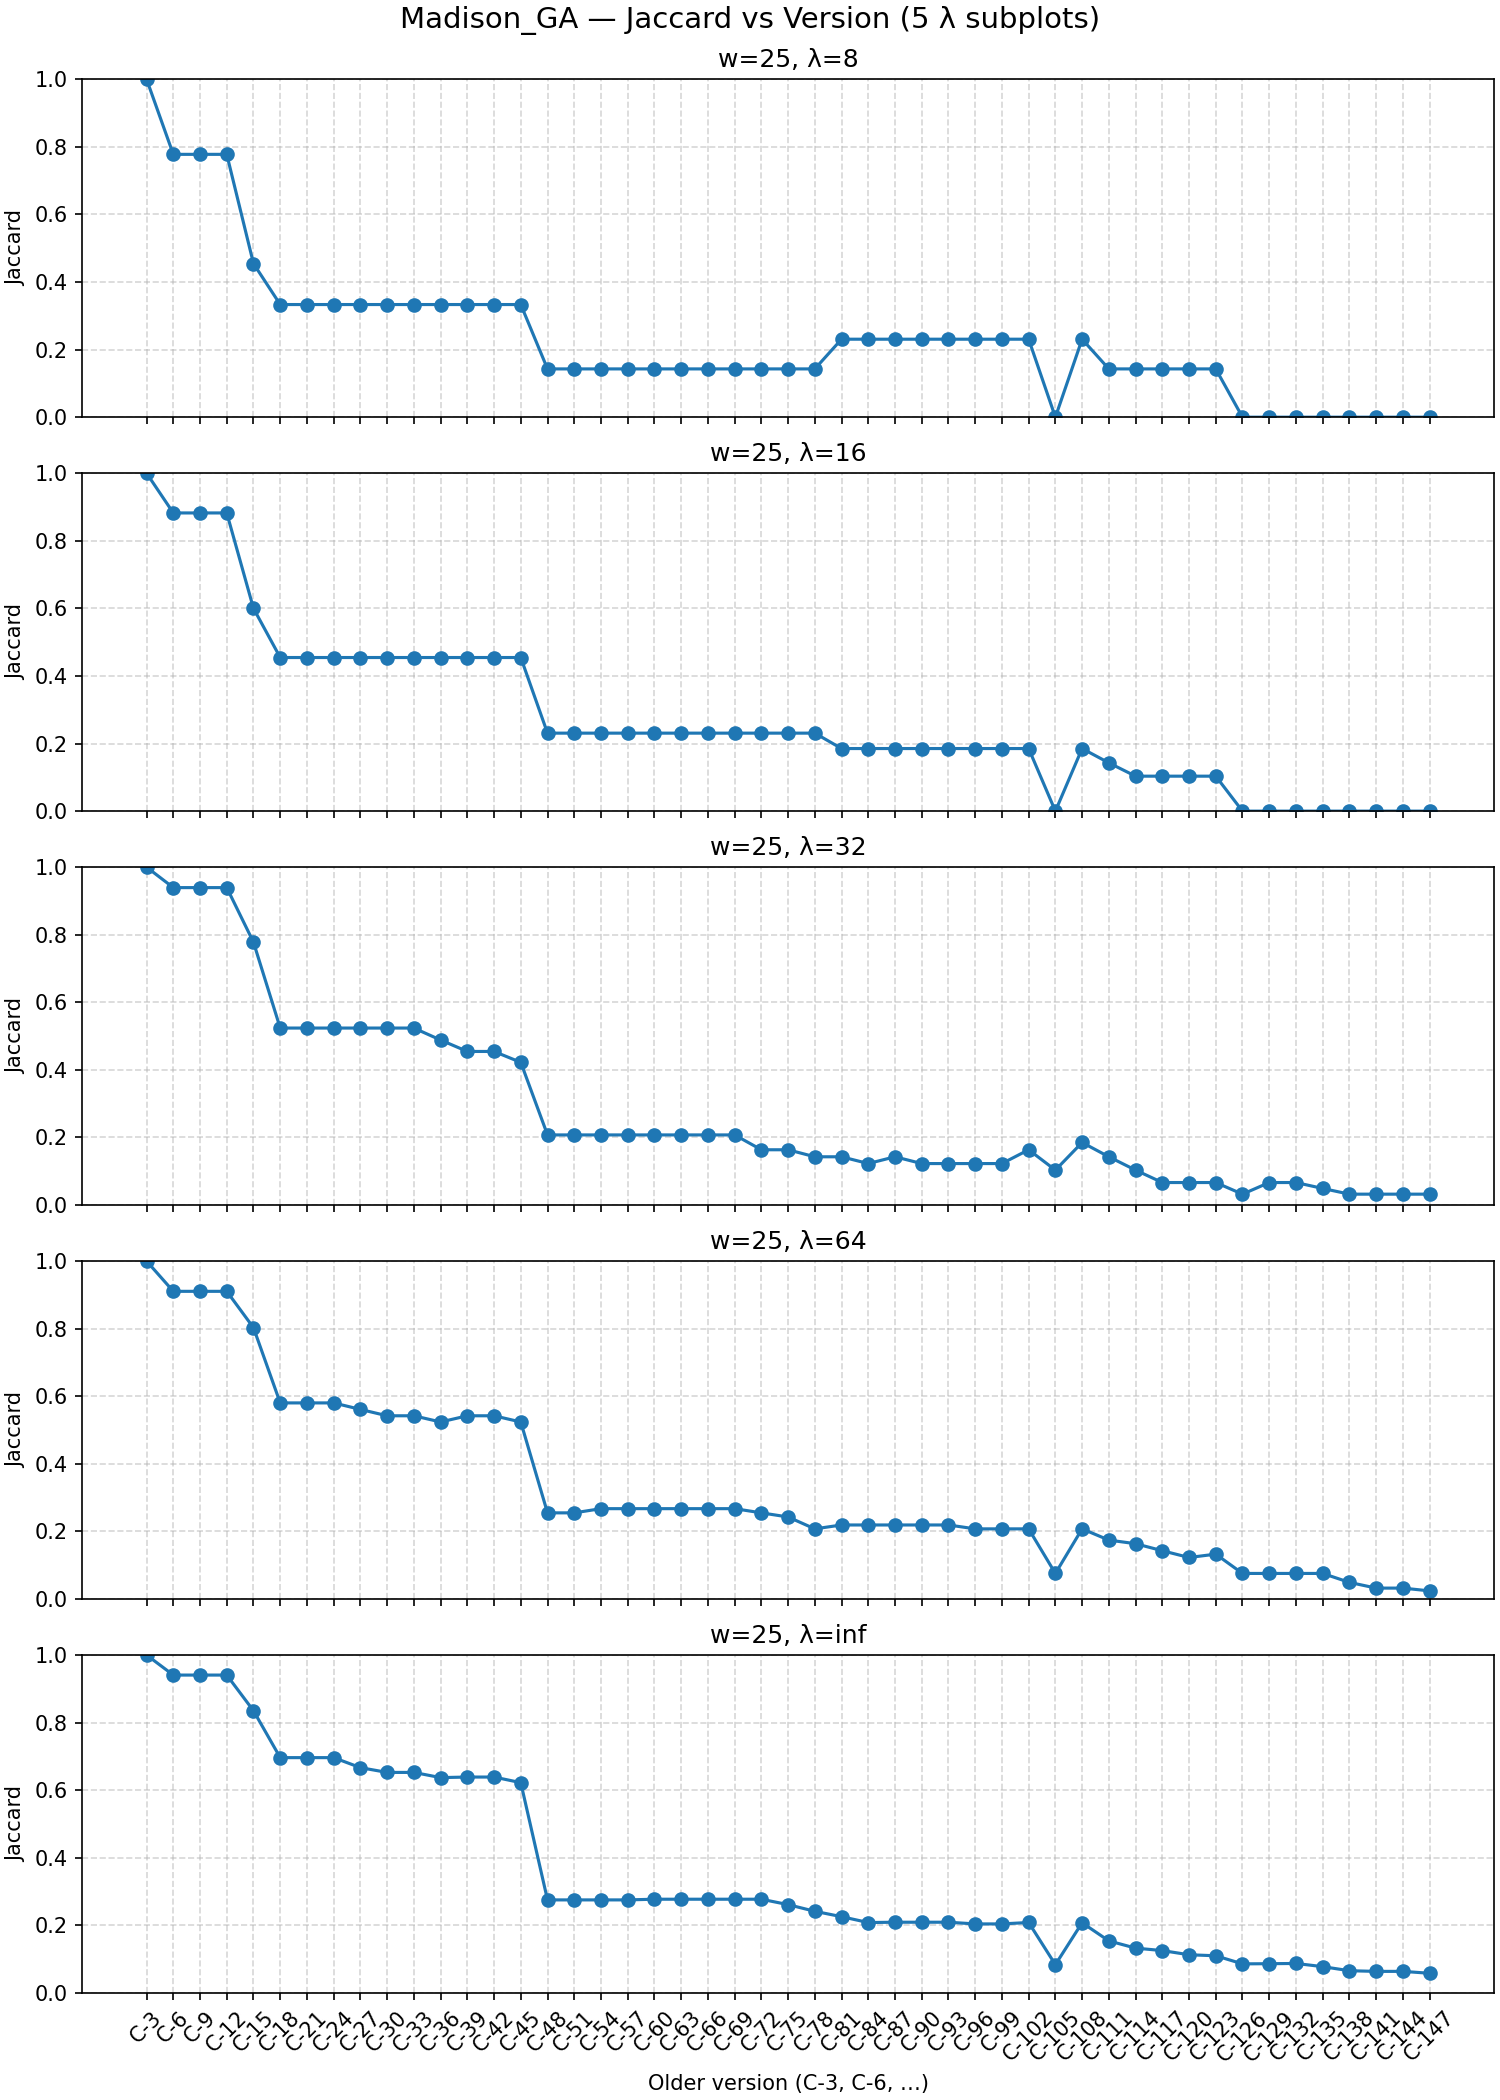 Madison_GA — Jaccard vs Version (5 λ subplots)
w=25, λ=8
1.0
0.8
0.6
0.4
0.2
0.0
Jaccard
w=25, λ=16
1.0
0.8
0.6
0.4
0.2
0.0
Jaccard
w=25, λ=32
1.0
0.8
0.6
0.4
0.2
0.0
Jaccard
w=25, λ=64
1.0
0.8
0.6
0.4
0.2
0.0
Jaccard
w=25, λ=inf
1.0
0.8
0.6
0.4
0.2
0.0
Jaccard
C-3
C-6
C-9
C-12
C-15
C-18
C-21
C-24
C-27
C-30
C-33
C-36
C-39
C-42
C-45
C-48
C-51
C-54
C-57
C-60
C-63
C-66
C-69
C-72
C-75
C-78
C-81
C-84
C-87
C-90
C-93
C-96
C-99
C-102
C-105
C-108
C-111
C-114
C-117
C-120
C-123
C-126
C-129
C-132
C-135
C-138
C-141
C-144
C-147
Older version (C-3, C-6, ...)